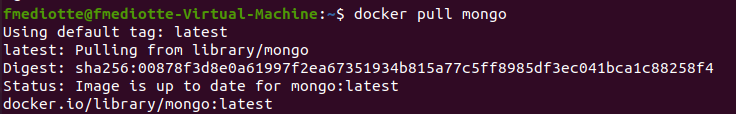 fmediotte@fmediotte-Virtual-Machine:~$ docker pull mongo
Using default tag: latest
latest: Pulling from library/mongo
Digest: sha256:00878f3d8e0a61997f2ea67351934b815a77c5ff8985df3ec041bca1c88258f4
Status: Image is up to date for mongo:latest
docker.io/library/mongo:latest